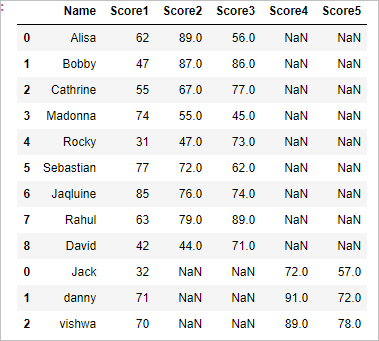 Name Score1 Score2 Score3 Score4 Score5
0 Alisa 62 89.0 56.0 NaN NaN
1 Bobby 47 87.0 86.0 NaN NaN
2 Cathrine 55 67.0 77.0 NaN NaN
3 Madonna 74 55.0 45.0 NaN NaN
4 Rocky 31 47.0 73.0 NaN NaN
5 Sebastian 77 72.0 62.0 NaN NaN
6 Jaqluine 85 76.0 74.0 NaN NaN
7 Rahul 63 79.0 89.0 NaN NaN
8 David 42 44.0 71.0 NaN NaN
0 Jack 32 NaN NaN 72.0 57.0
1 danny 71 NaN NaN 91.0 72.0
2 vishwa 70 NaN NaN 89.0 78.0